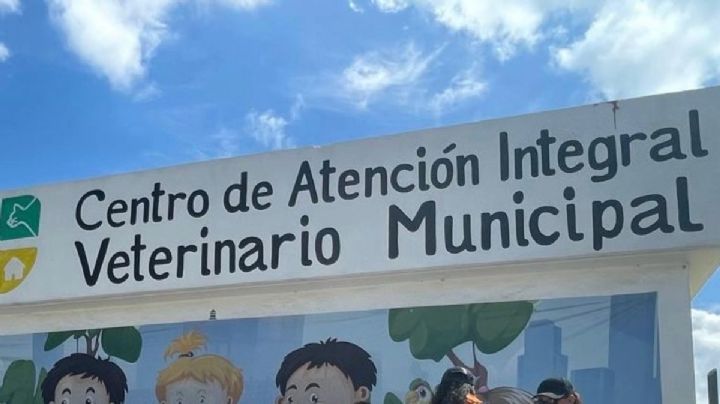 Centro de Atención Integral
Veterinario Municipal